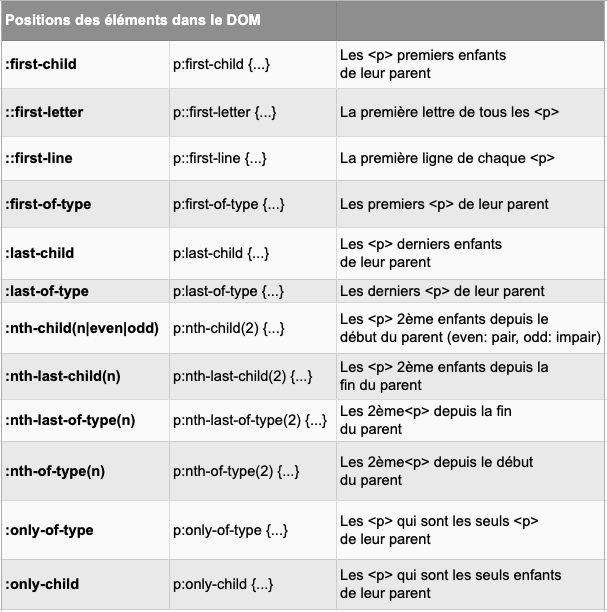 Positions des éléments dans le DOM
:first-child p:first-child {...} Les <p> premiers enfants
de leur parent
::first-letter p::first-letter {...} La première lettre de tous les <p>
::first-line p::first-line {...} La première ligne de chaque <p>
:first-of-type p:first-of-type {...} Les premiers <p> de leur parent
:last-child p:last-child {...} Les <p> derniers enfants
de leur parent
:last-of-type p:last-of-type {...} Les derniers <p> de leur parent
:nth-child(n|even|odd) p:nth-child(2) {...} Les <p> 2ème enfants depuis le
début du parent (even: pair, odd: impair)
:nth-last-child(n) p:nth-last-child(2) {...} Les <p> 2ème enfants depuis la
fin du parent
:nth-last-of-type(n) p:nth-last-of-type(2) {...} Les 2ème<p> depuis la fin
du parent
:nth-of-type(n) p:nth-of-type(2) {...} Les 2ème<p> depuis le début
du parent
:only-of-type p:only-of-type {...} Les <p> qui sont les seuls <p>
de leur parent
:only-child p:only-child {...} Les <p> qui sont les seuls enfants
de leur parent